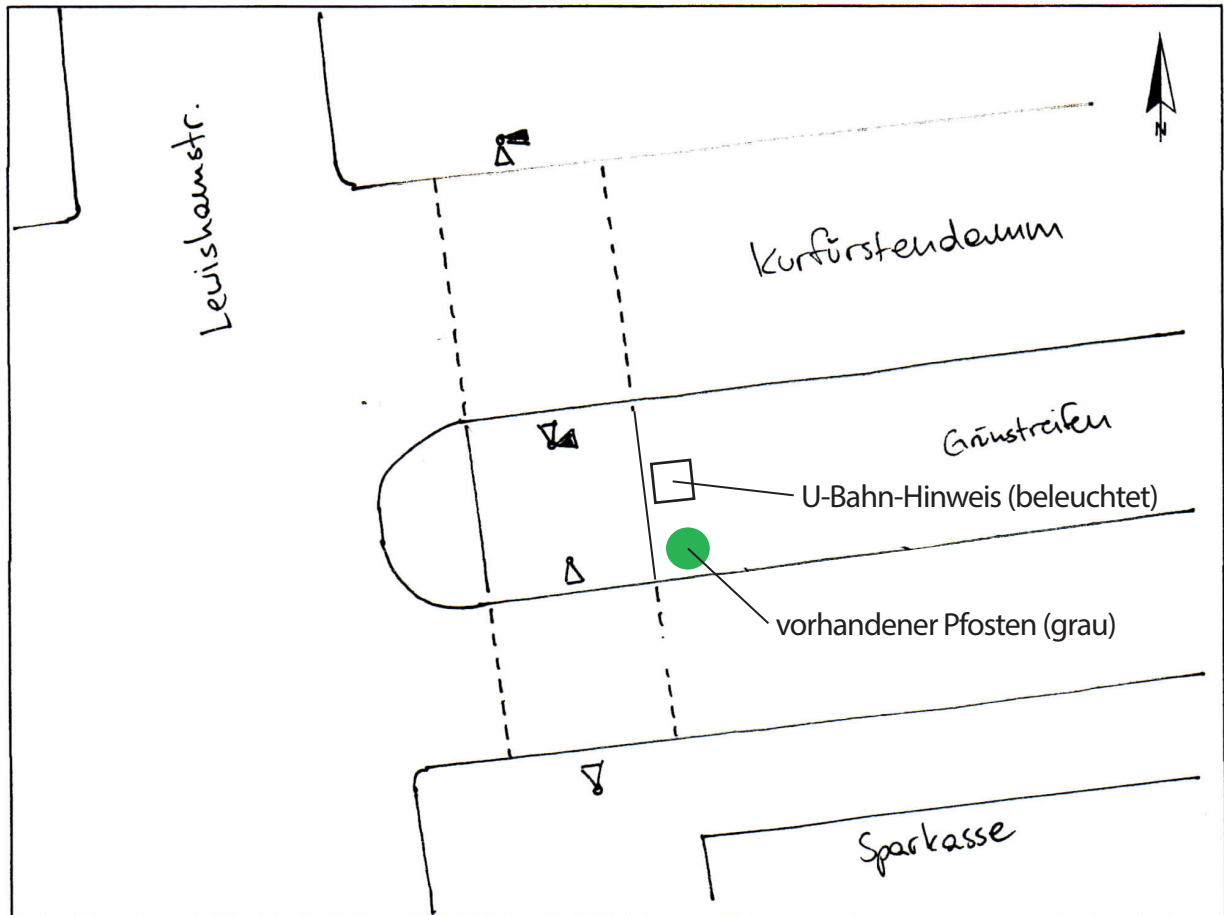 Lewishamstr.
N
Kurfürstendamm
Grünstreifen
U-Bahn-Hinweis (beleuchtet)
vorhandener Pfosten (grau)
Sparkasse